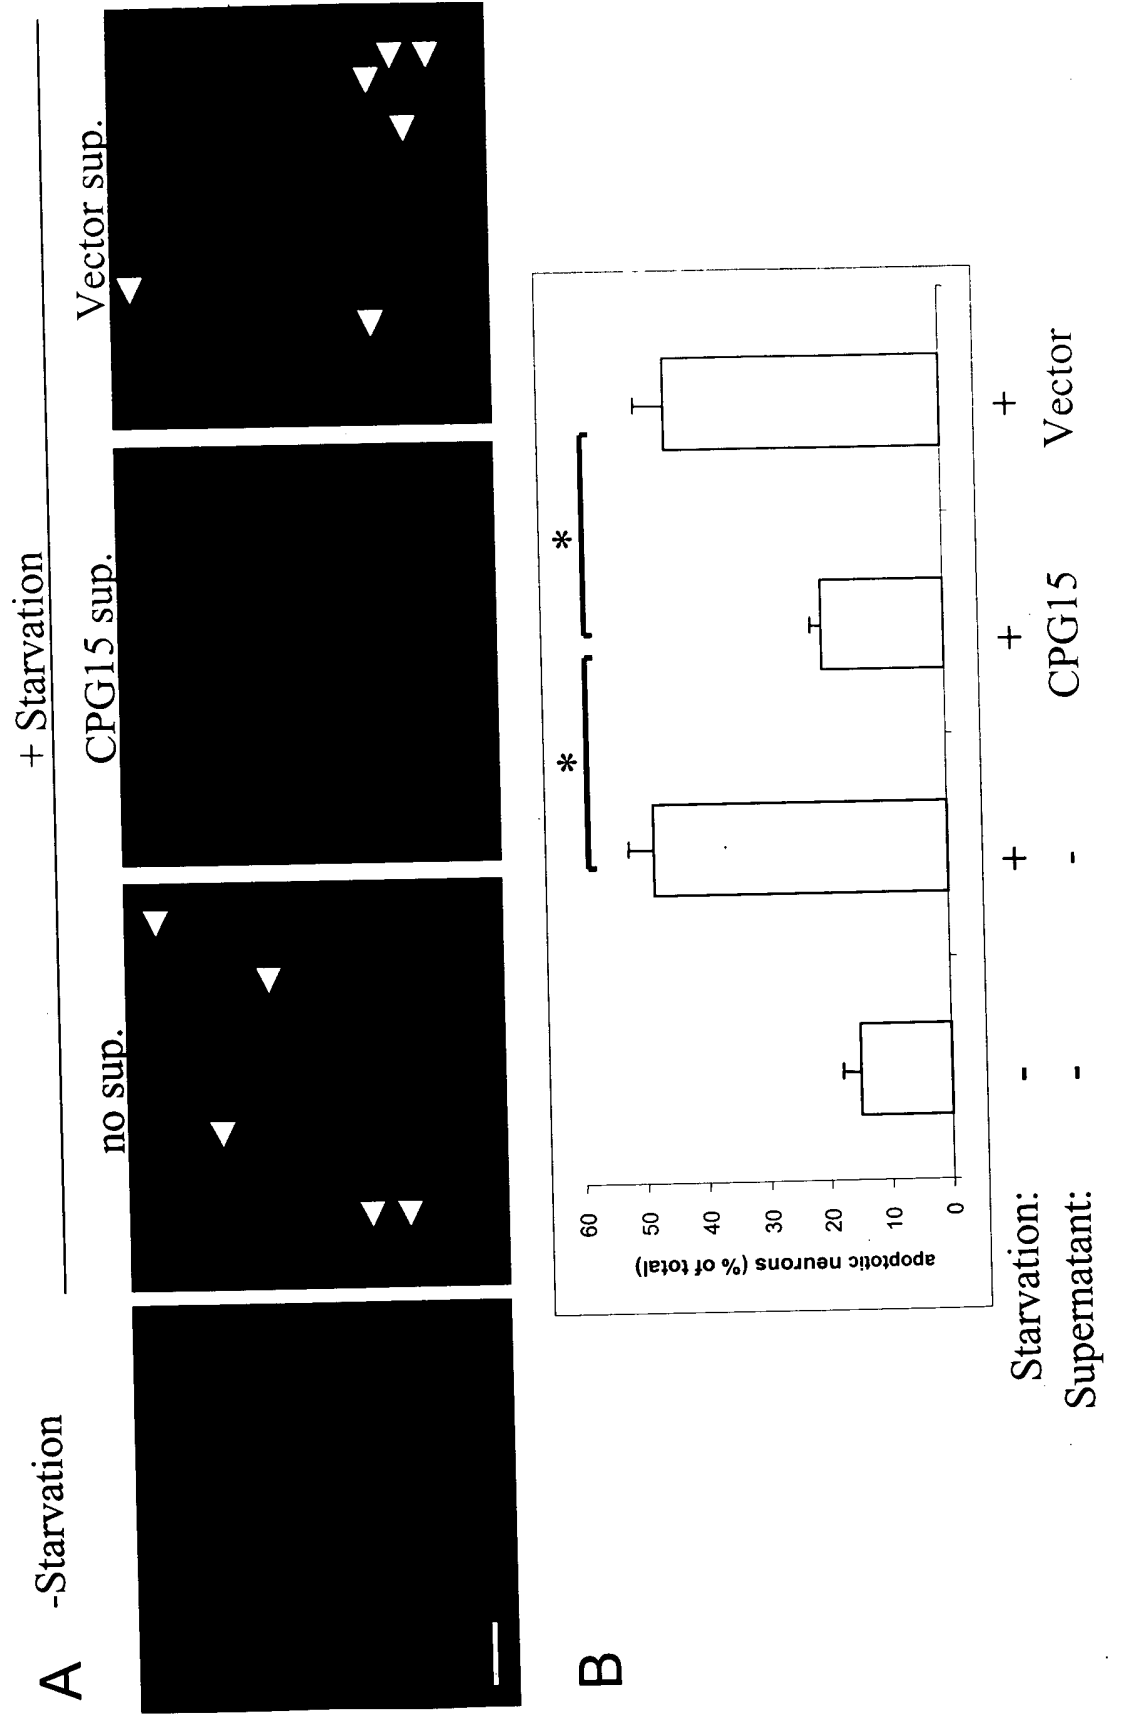 A
-Starvation
+ Starvation
no sup.
CPG15 sup.
Vector sup.
B
apoptotic neurons (% of total)
60
50
40
30
20
10
0
*
*
Starvation: - + + +
Supernatant: - - CPG15 Vector